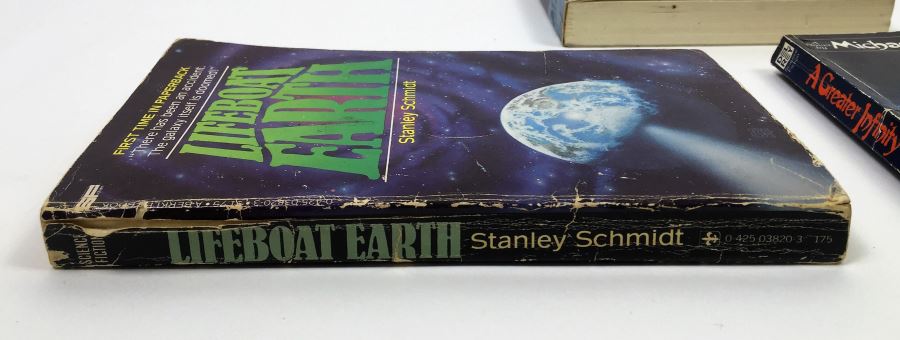 FIRST TIME IN PAPERBACK
"There has been an accident.
The galaxy itself is doomed!"
LIFEBOAT
EARTH
Stanley Schmidt
SF
SCIENCE
FICTION
LIFEBOAT EARTH Stanley Schmidt 0 425 03820 3 175
Micha
A Greater Infinity